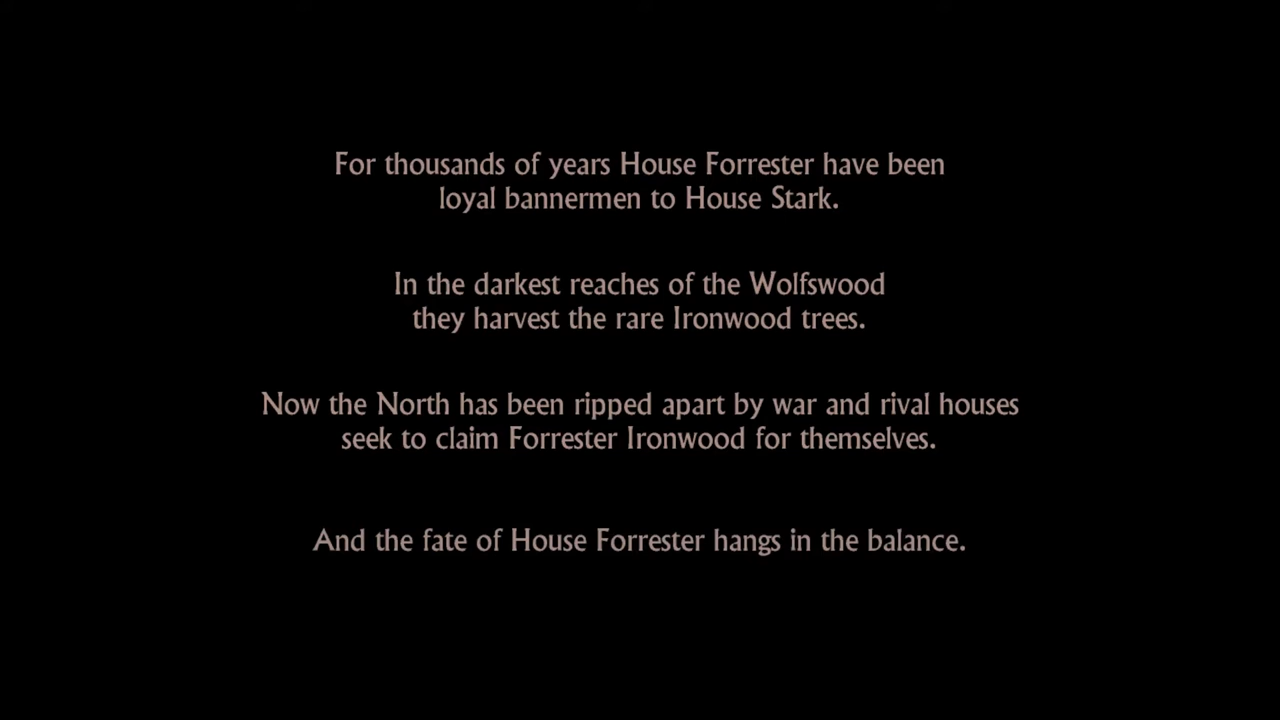 For thousands of years House Forrester have been
loyal bannermen to House Stark.
In the darkest reaches of the Wolfswood
they harvest the rare Ironwood trees.
Now the North has been ripped apart by war and rival houses
seek to claim Forrester Ironwood for themselves.
And the fate of House Forrester hangs in the balance.